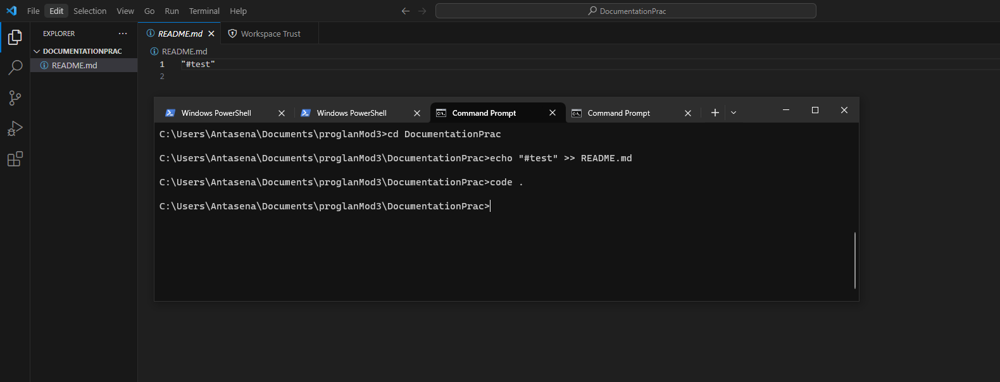 File Edit Selection View Go Run Terminal Help
DocumentationPrac
EXPLORER
README.md
Workspace Trust
DOCUMENTATIONPRAC
README.md
README.md
1 "#test"
2
Windows PowerShell
Windows PowerShell
Command Prompt
Command Prompt
C:\Users\Antasena\Documents\proglanMod3>cd DocumentationPrac
C:\Users\Antasena\Documents\proglanMod3\DocumentationPrac>echo "#test" >> README.md
C:\Users\Antasena\Documents\proglanMod3\DocumentationPrac>code .
C:\Users\Antasena\Documents\proglanMod3\DocumentationPrac>